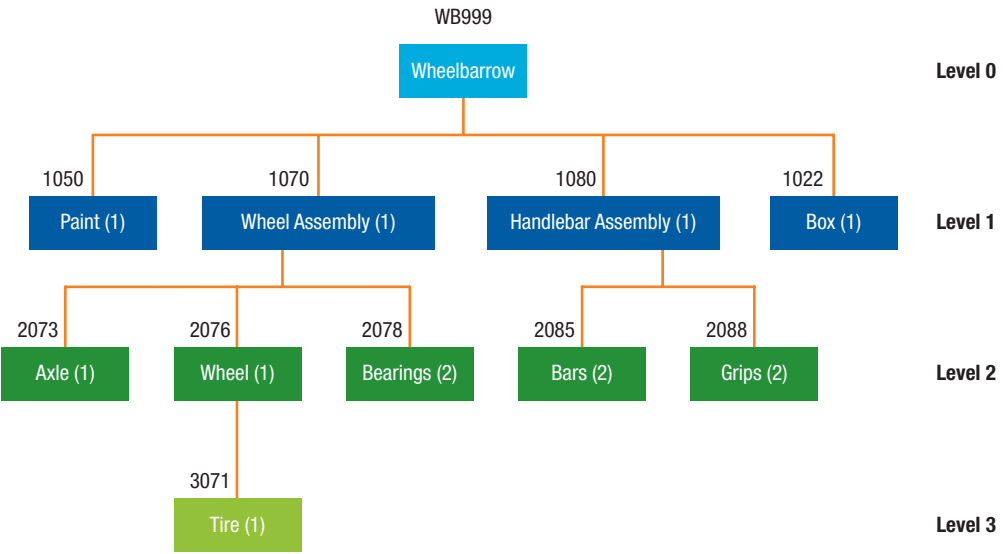 WB999
Wheelbarrow
Level 0
1050
1070
1080
1022
Paint (1)
Wheel Assembly (1)
Handlebar Assembly (1)
Box (1)
Level 1
2073
2076
2078
2085
2088
Axle (1)
Wheel (1)
Bearings (2)
Bars (2)
Grips (2)
Level 2
3071
Tire (1)
Level 3